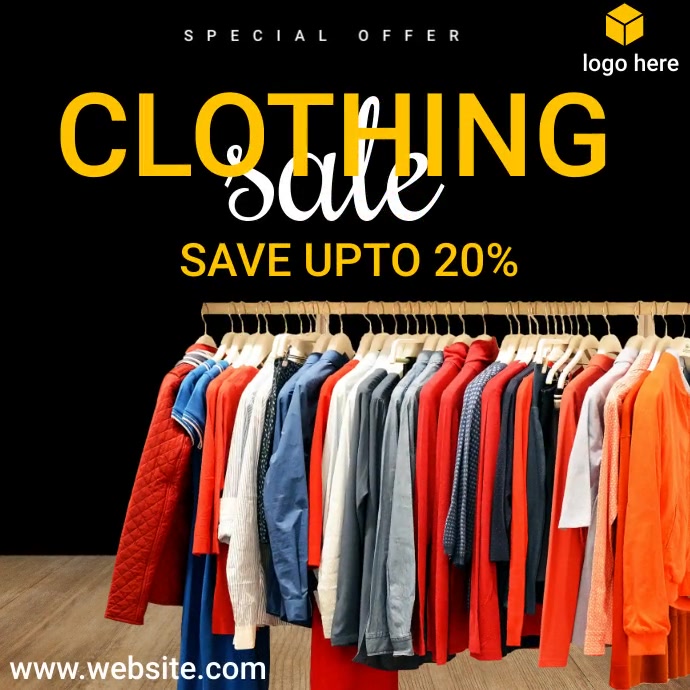 SPECIAL OFFER
logo here
CLOTHING
sale
SAVE UPTO 20%
www.website.com